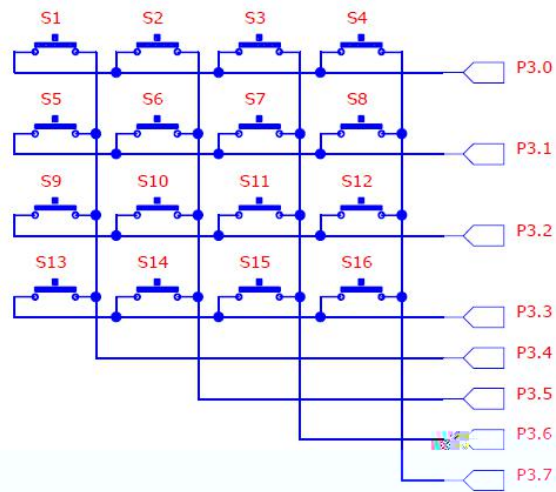 S1 S2 S3 S4
P3.0
S5 S6 S7 S8
P3.1
S9 S10 S11 S12
P3.2
S13 S14 S15 S16
P3.3
P3.4
P3.5
P3.6
P3.7